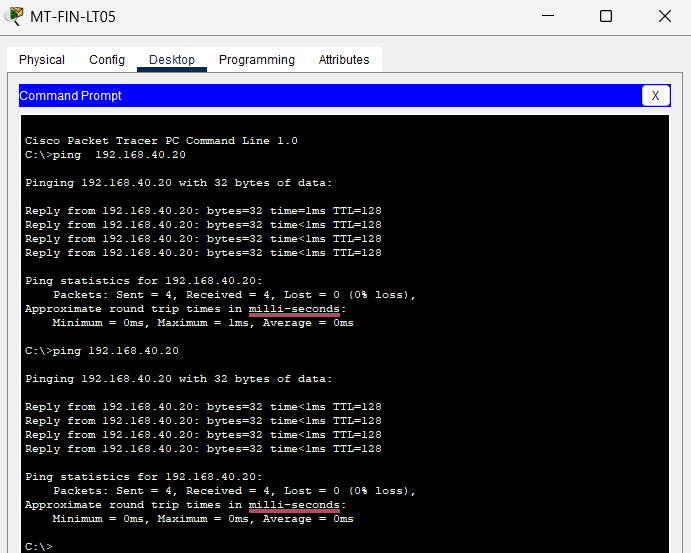 MT-FIN-LT05
Physical Config Desktop Programming Attributes
Command Prompt X
Cisco Packet Tracer PC Command Line 1.0
C:\>ping  192.168.40.20
Pinging 192.168.40.20 with 32 bytes of data:
Reply from 192.168.40.20: bytes=32 time=1ms TTL=128
Reply from 192.168.40.20: bytes=32 time<1ms TTL=128
Reply from 192.168.40.20: bytes=32 time<1ms TTL=128
Reply from 192.168.40.20: bytes=32 time<1ms TTL=128
Ping statistics for 192.168.40.20:
    Packets: Sent = 4, Received = 4, Lost = 0 (0% loss),
Approximate round trip times in milli-seconds:
    Minimum = 0ms, Maximum = 1ms, Average = 0ms
C:\>ping 192.168.40.20
Pinging 192.168.40.20 with 32 bytes of data:
Reply from 192.168.40.20: bytes=32 time<1ms TTL=128
Reply from 192.168.40.20: bytes=32 time<1ms TTL=128
Reply from 192.168.40.20: bytes=32 time<1ms TTL=128
Reply from 192.168.40.20: bytes=32 time<1ms TTL=128
Ping statistics for 192.168.40.20:
    Packets: Sent = 4, Received = 4, Lost = 0 (0% loss),
Approximate round trip times in milli-seconds:
    Minimum = 0ms, Maximum = 0ms, Average = 0ms
C:\>